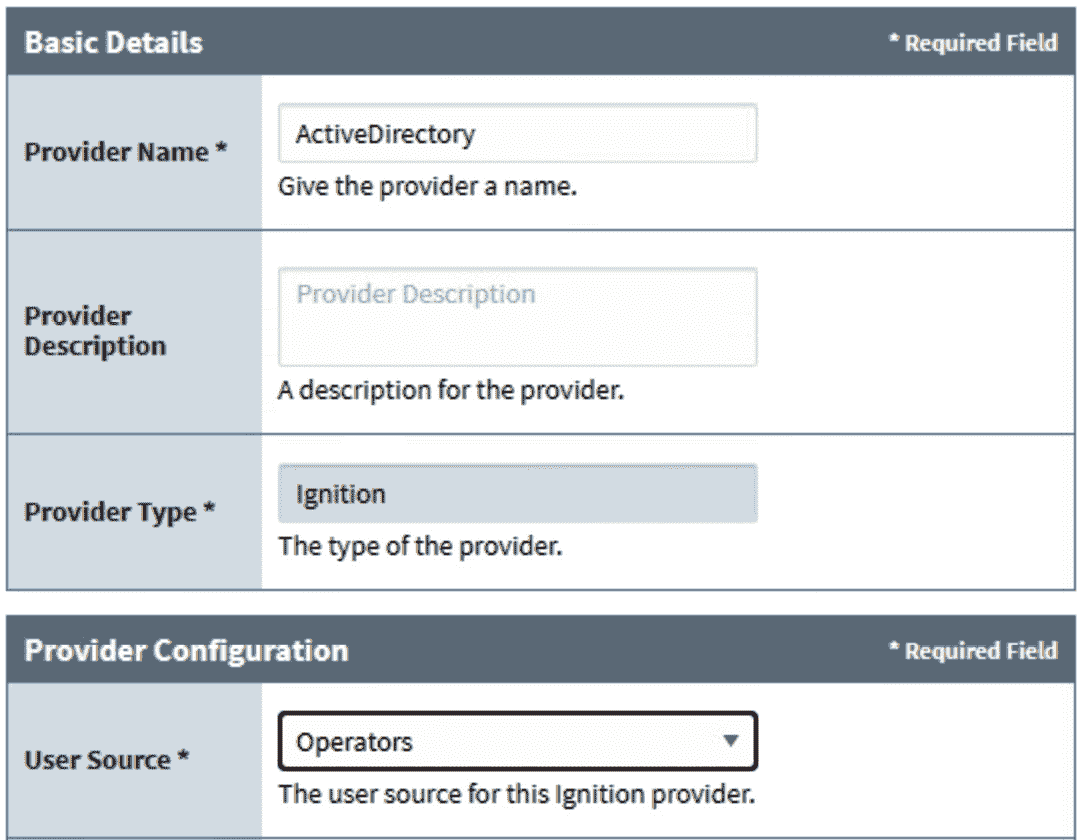 Basic Details
* Required Field
Provider Name *
ActiveDirectory
Give the provider a name.
Provider
Description
Provider Description
A description for the provider.
Provider Type *
Ignition
The type of the provider.
Provider Configuration
* Required Field
User Source *
Operators
The user source for this Ignition provider.